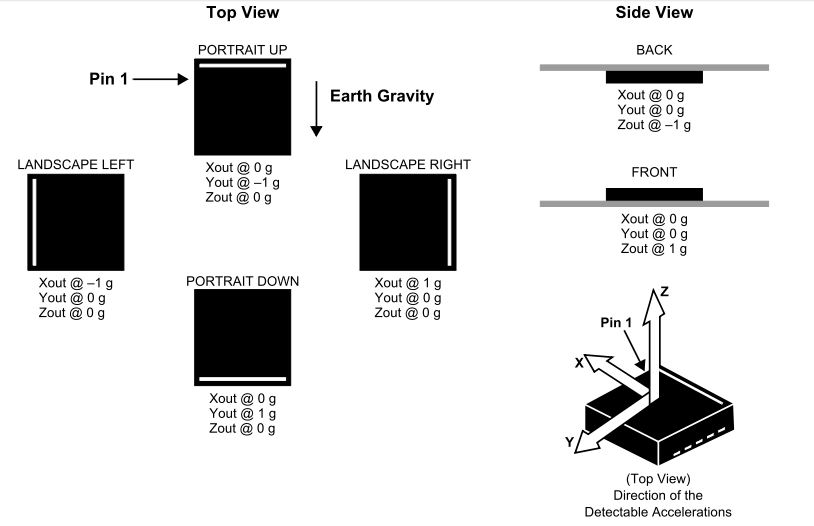 Top View
PORTRAIT UP
Pin 1
Earth Gravity
Xout @ 0 g
Yout @ –1 g
Zout @ 0 g
LANDSCAPE LEFT
Xout @ –1 g
Yout @ 0 g
Zout @ 0 g
LANDSCAPE RIGHT
Xout @ 1 g
Yout @ 0 g
Zout @ 0 g
PORTRAIT DOWN
Xout @ 0 g
Yout @ 1 g
Zout @ 0 g
Side View
BACK
Xout @ 0 g
Yout @ 0 g
Zout @ –1 g
FRONT
Xout @ 0 g
Yout @ 0 g
Zout @ 1 g
Z
Pin 1
X
Y
(Top View)
Direction of the
Detectable Accelerations